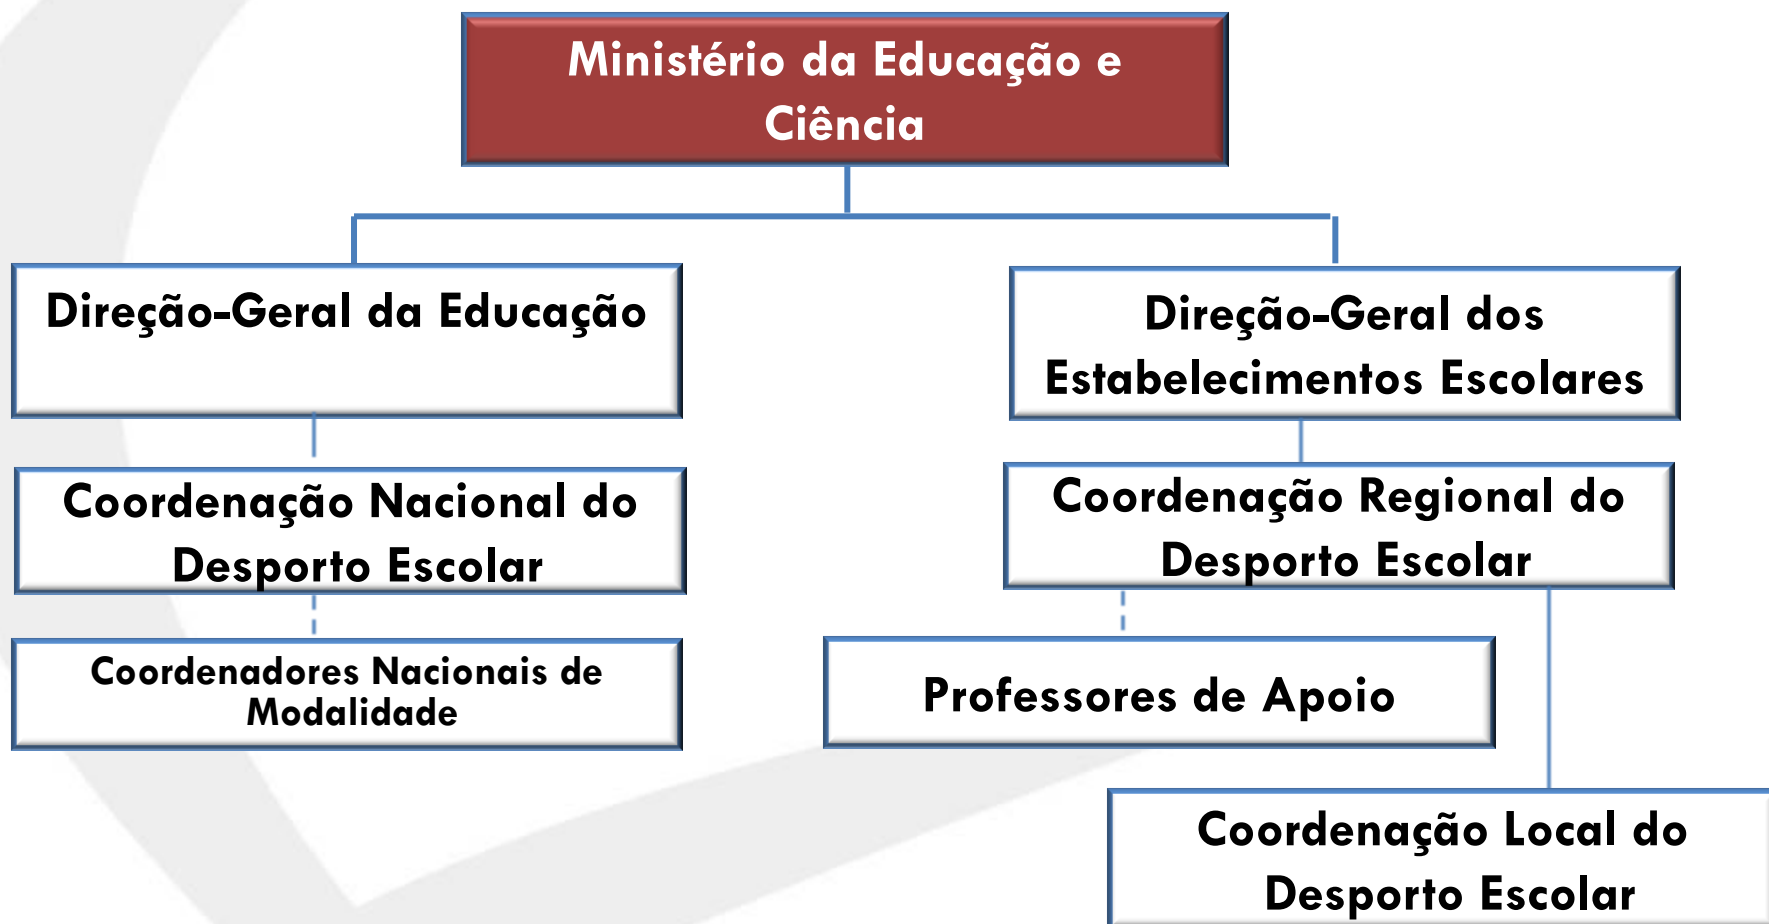 Ministério da Educação e
Ciência
Direção-Geral da Educação
Direção-Geral dos
Estabelecimentos Escolares
Coordenação Nacional do
Desporto Escolar
Coordenação Regional do
Desporto Escolar
Coordenadores Nacionais de
Modalidade
Professores de Apoio
Coordenação Local do
Desporto Escolar